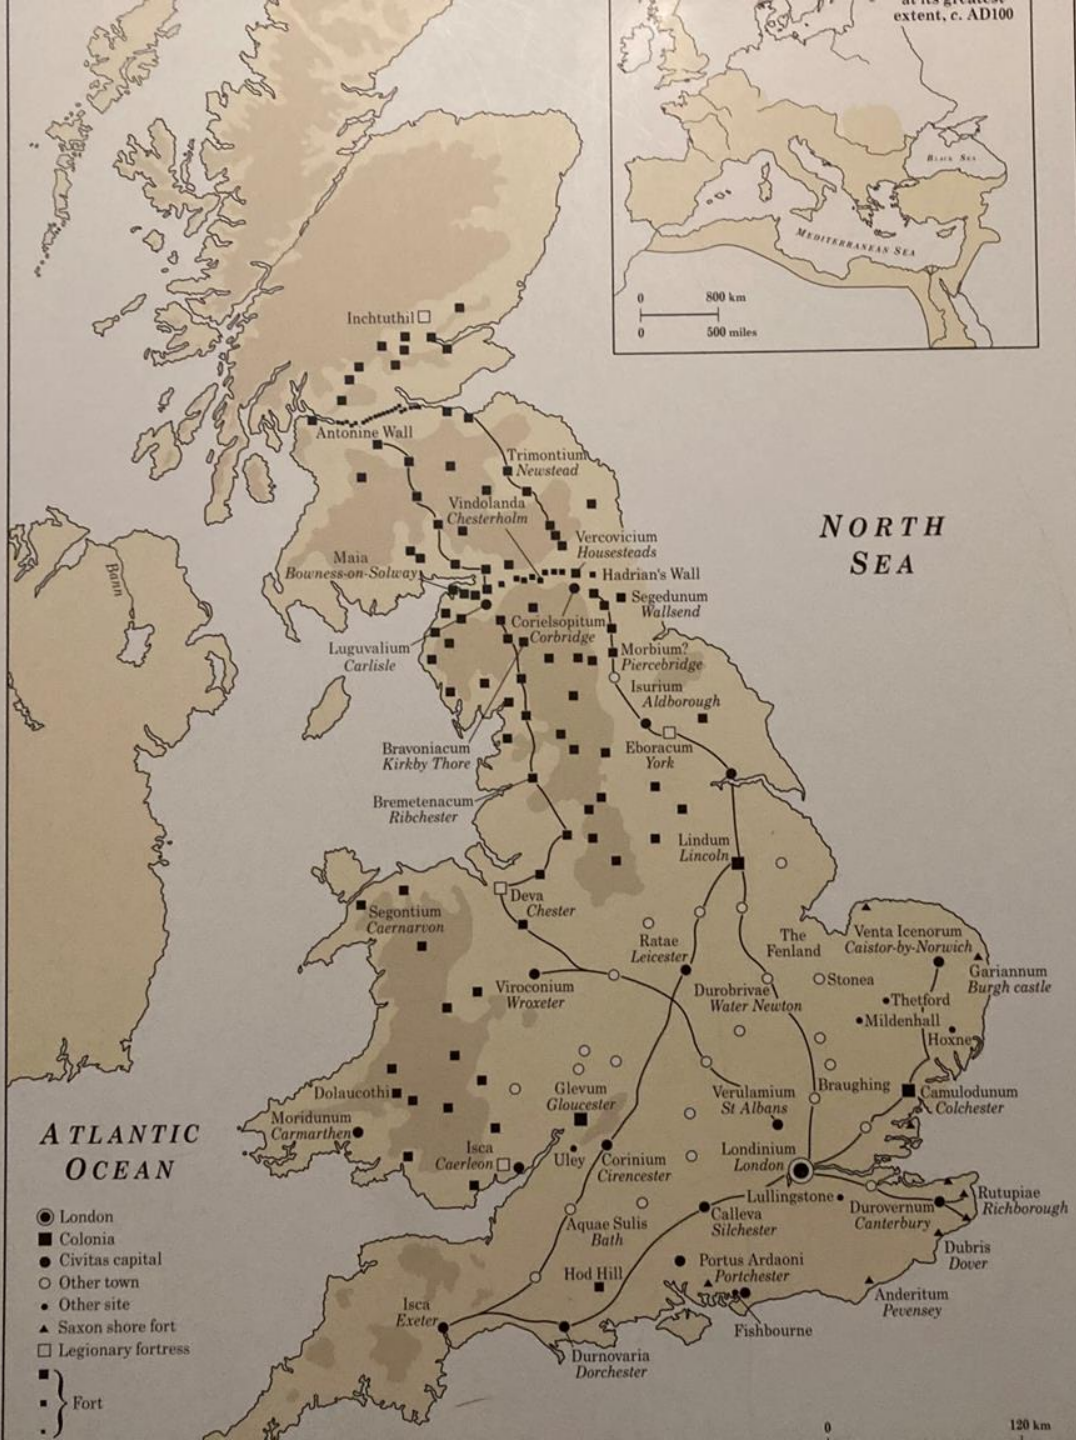 at its greatest
extent, c. AD100
BLACK SEA
MEDITERRANEAN SEA
0 800 km
0 500 miles
Inchtuthil
Antonine Wall
Trimontium
Newstead
Vindolanda
Chesterholm
NORTH
SEA
Vercovicium
Housesteads
Bann
Maia
Bowness-on-Solway
Hadrian's Wall
Segedunum
Wallsend
Corielsopitum
Corbridge
Luguvalium
Carlisle
Morbium?
Piercebridge
Isurium
Aldborough
Bravoniacum
Kirkby Thore
Eboracum
York
Bremetenacum
Ribchester
Lindum
Lincoln
Deva
Chester
Segontium
Caernarvon
Ratae
Leicester
The
Fenland
Venta Icenorum
Caistor-by-Norwich
Gariannum
Burgh castle
Viroconium
Wroxeter
Durobrivae
Water Newton
Stonea
Thetford
Mildenhall
Hoxne
Dolaucothi
Glevum
Gloucester
Verulamium
St Albans
Braughing
Camulodunum
Colchester
Moridunum
Carmarthen
ATLANTIC
OCEAN
Isca
Caerleon
Uley
Corinium
Cirencester
Londinium
London
Lullingstone
Durovernum
Canterbury
Rutupiae
Richborough
Calleva
Silchester
Aquae Sulis
Bath
Dubris
Dover
Portus Ardaoni
Portchester
Hod Hill
Anderitum
Pevensey
Isca
Exeter
Fishbourne
Durnovaria
Dorchester
London
Colonia
Civitas capital
Other town
Other site
Saxon shore fort
Legionary fortress
Fort
0 120 km